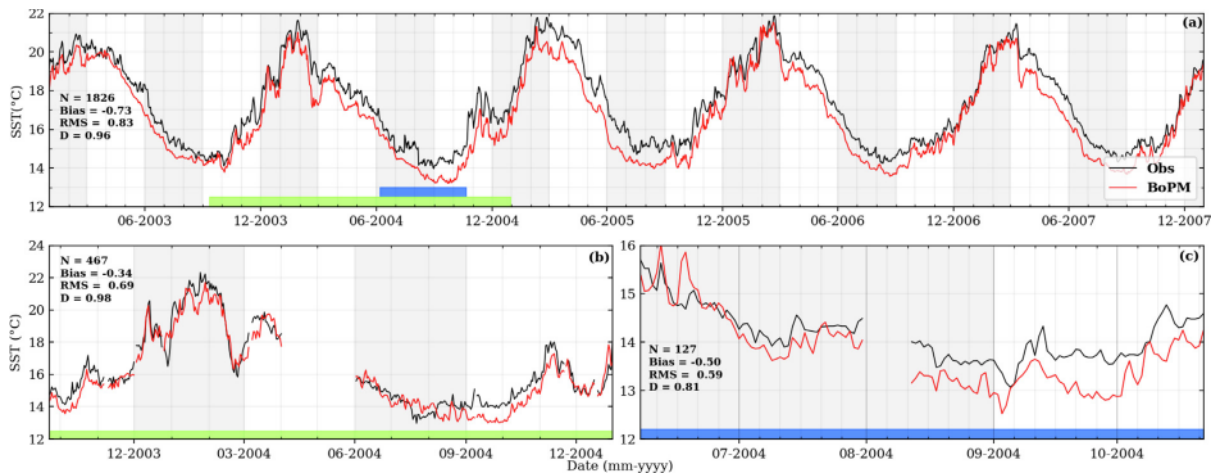 22
20
18
16
14
12
SST(°C)
(a)
N = 1826
Bias = -0.73
RMS = 0.83
D = 0.96
Obs
BoPM
06-2003 12-2003 06-2004 12-2004 06-2005 12-2005 06-2006 12-2006 06-2007 12-2007
24
22
20
18
16
14
12
SST (°C)
(b)
N = 467
Bias = -0.34
RMS = 0.69
D = 0.98
12-2003 03-2004 06-2004 09-2004 12-2004
16
15
14
13
12
(c)
N = 127
Bias = -0.50
RMS = 0.59
D = 0.81
07-2004 08-2004 09-2004 10-2004
Date (mm-yyyy)